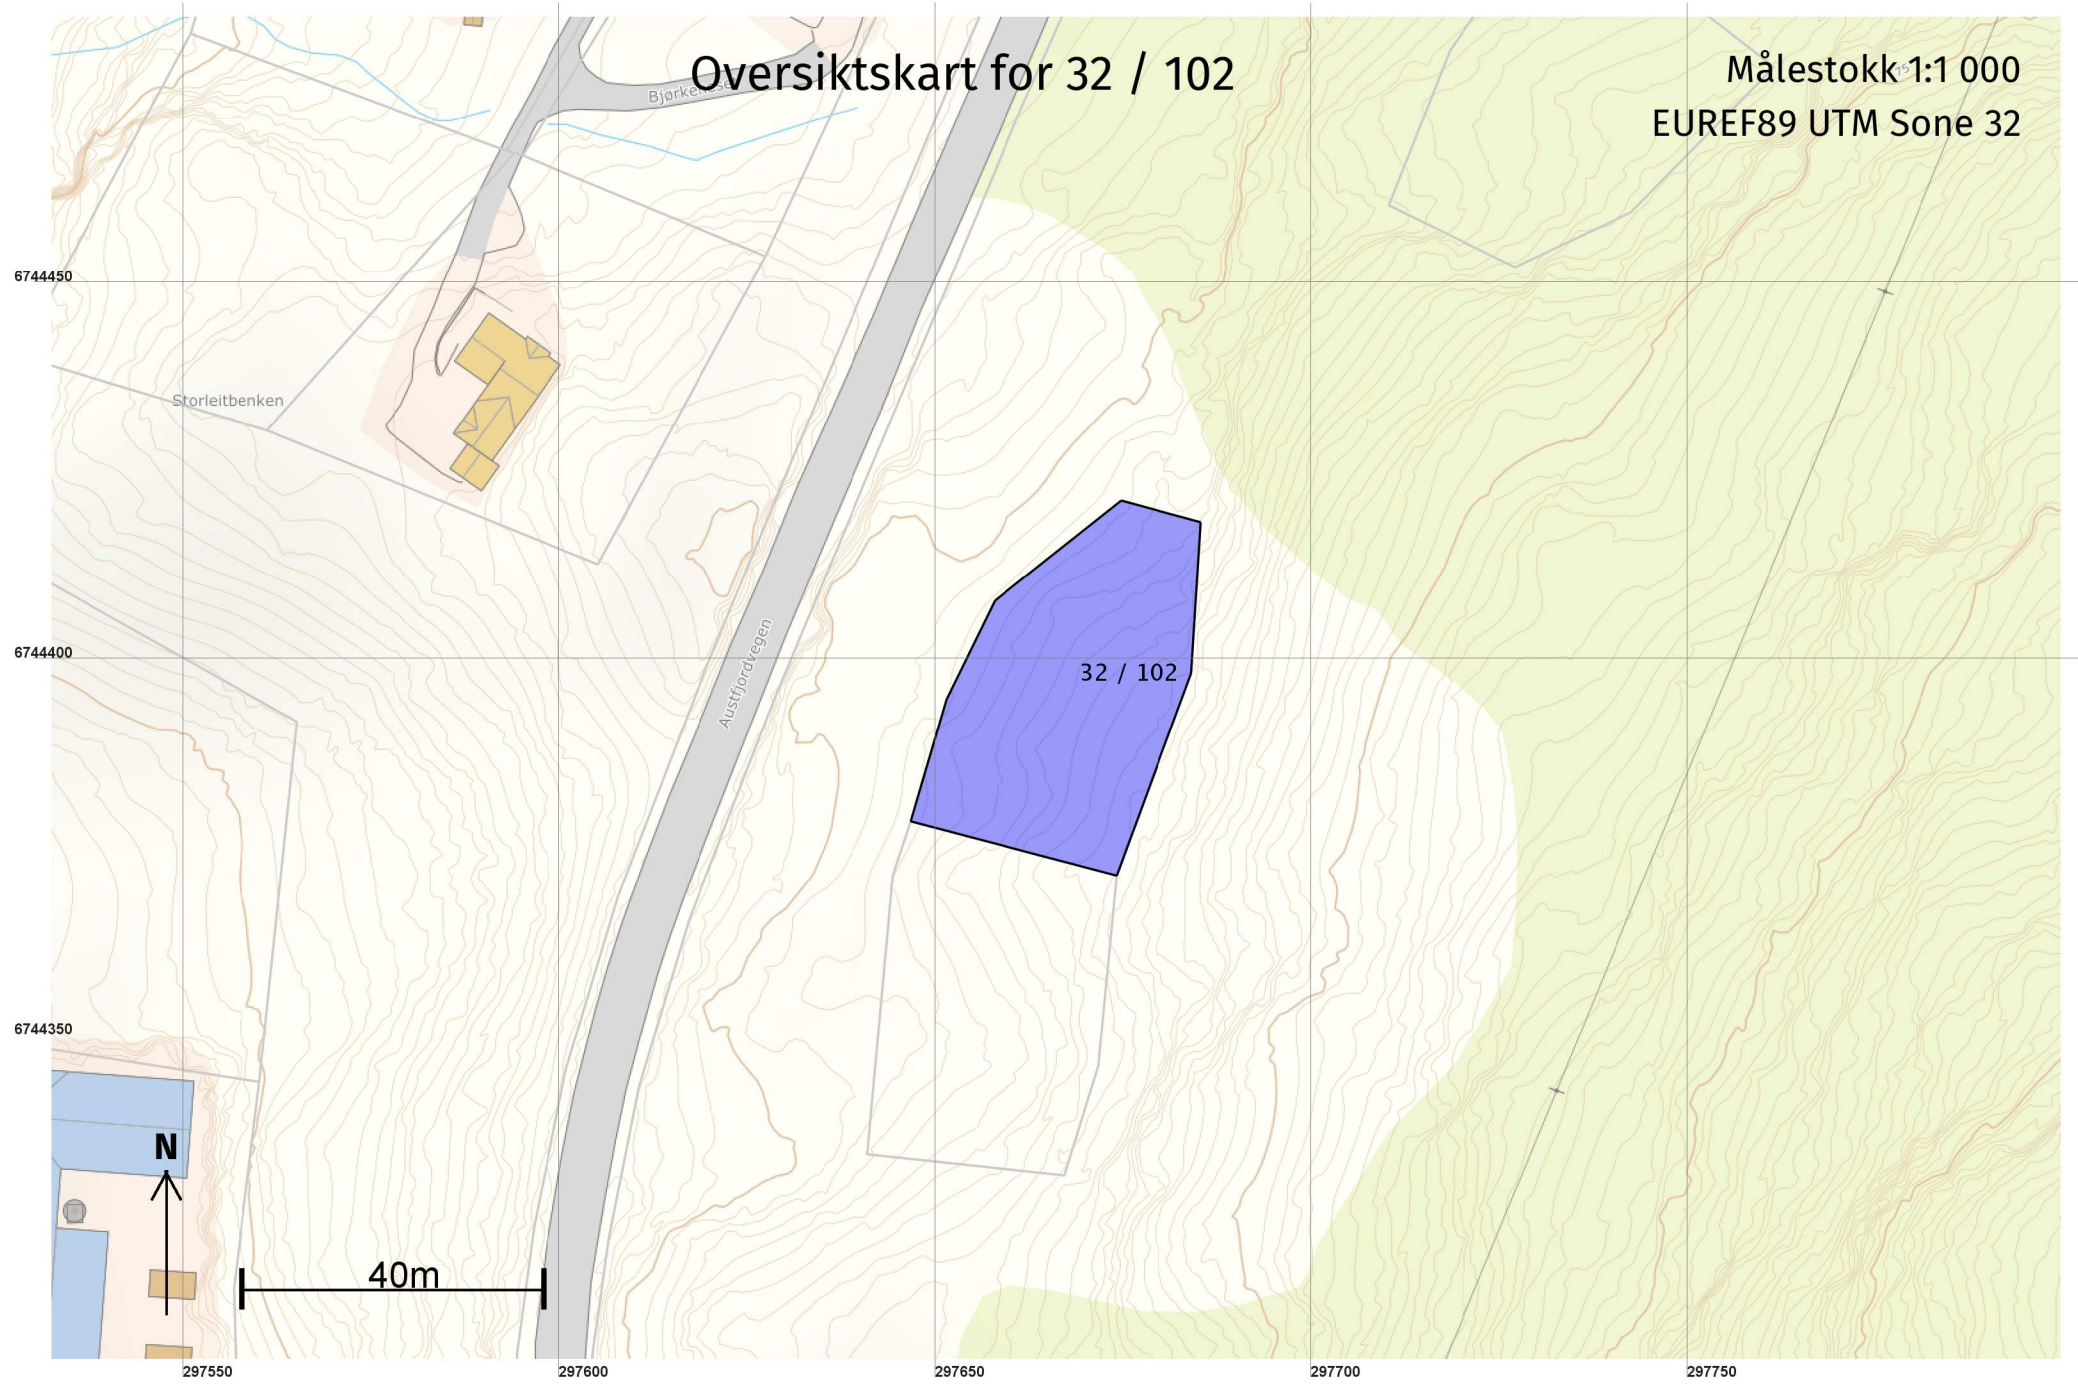 Oversiktskart for 32 / 102
Målestokk 1:1 000
EUREF89 UTM Sone 32
6744450
Storleitbenken
Austfjordvegen
6744400
32 / 102
6744350
N
40m
297550
297600
297650
297700
297750